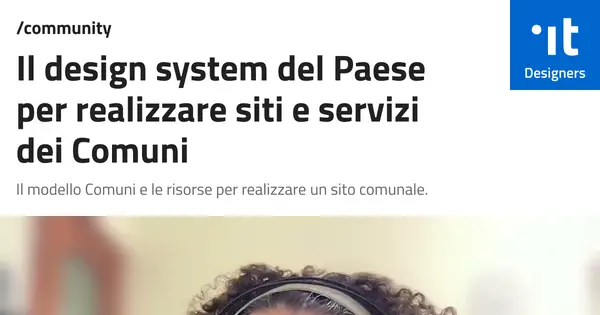 /community
Il design system del Paese
per realizzare siti e servizi
dei Comuni
Il modello Comuni e le risorse per realizzare un sito comunale.
·it
Designers